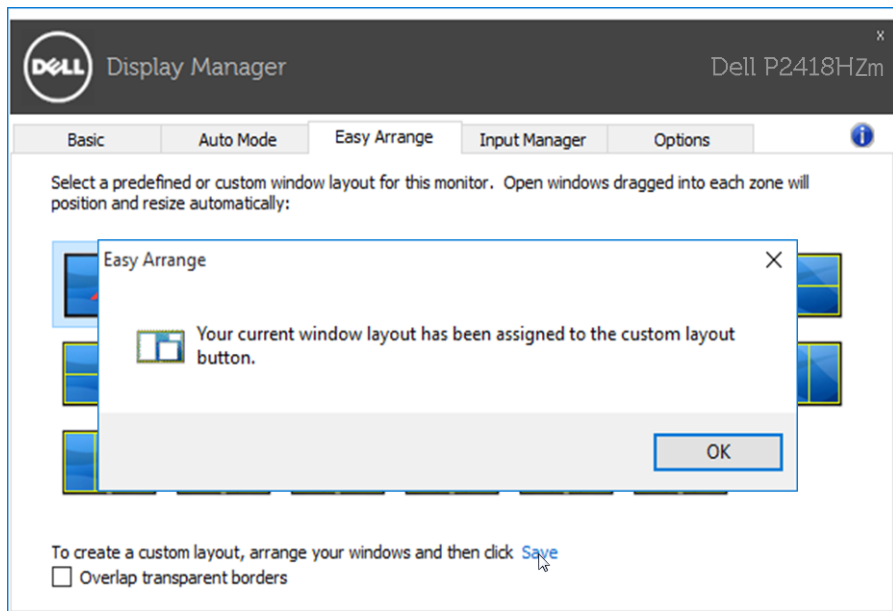 DELL Display Manager
x
Dell P2418HZm
Basic Auto Mode Easy Arrange Input Manager Options i
Select a predefined or custom window layout for this monitor. Open windows dragged into each zone will
position and resize automatically:
Easy Arrange
Your current window layout has been assigned to the custom layout
button.
OK
To create a custom layout, arrange your windows and then click Save
Overlap transparent borders